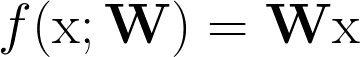 f(x; W) = Wx